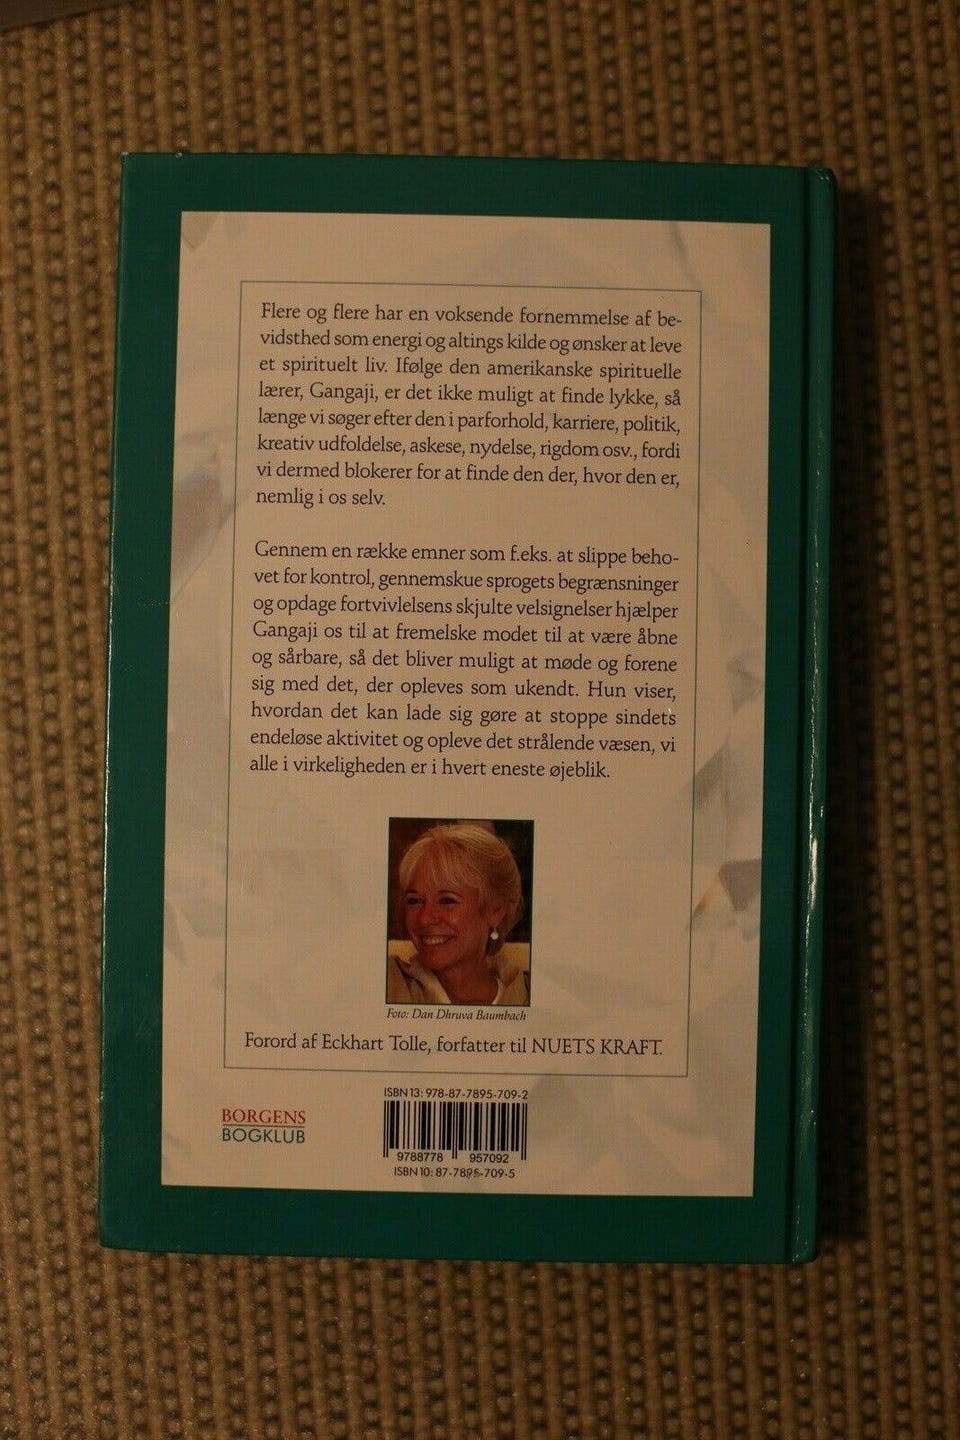 Flere og flere har en voksende fornemmelse af be-
vidsthed som energi og altings kilde og ønsker at leve
et spirituelt liv. Ifølge den amerikanske spirituelle
lærer, Gangaji, er det ikke muligt at finde lykke, så
længe vi søger efter den i parforhold, karriere, politik,
kreativ udfoldelse, askese, nydelse, rigdom osv., fordi
vi dermed blokerer for at finde den der, hvor den er,
nemlig i os selv.
Gennem en række emner som f.eks. at slippe beho-
vet for kontrol, gennemskue sprogets begrænsninger
og opdage fortvivlelsens skjulte velsignelser hjælper
Gangaji os til at fremelske modet til at være åbne
og sårbare, så det bliver muligt at møde og forene
sig med det, der opleves som ukendt. Hun viser,
hvordan det kan lade sig gøre at stoppe sindets
endeløse aktivitet og opleve det strålende væsen, vi
alle i virkeligheden er i hvert eneste øjeblik.
Foto: Dan Dhruva Baumbach
Forord af Eckhart Tolle, forfatter til NUETS KRAFT.
ISBN 13: 978-87-7895-709-2
BORGENS
BOGKLUB
9788778 957092
ISBN 10: 87-7895-709-5